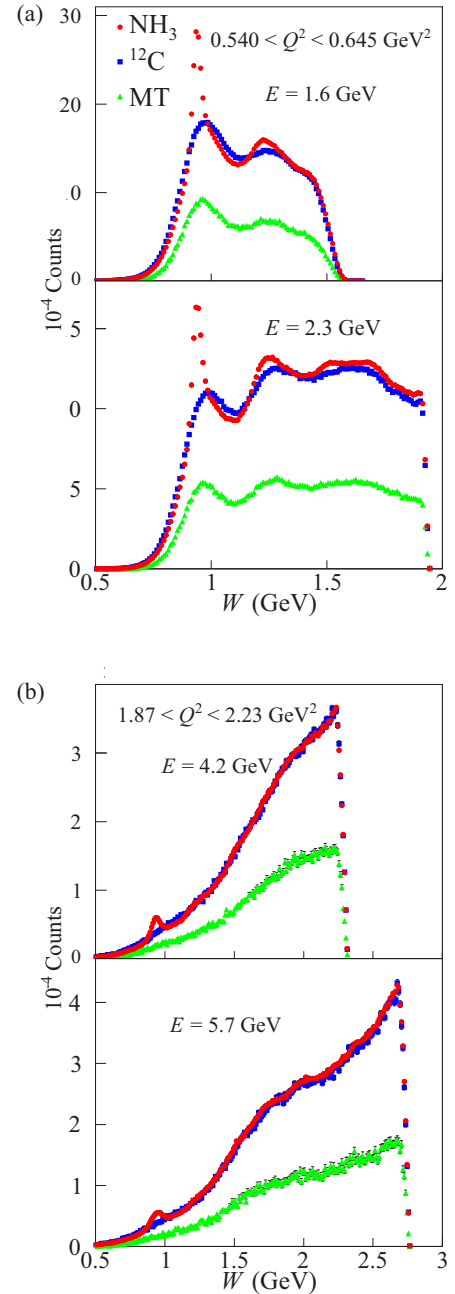 (a)
NH₃
¹²C
MT
0.540 < Q² < 0.645 GeV²
E = 1.6 GeV
30
20
.0
0
10⁻⁴ Counts
E = 2.3 GeV
.5
.0
5
0
0.5 1 1.5 2
W (GeV)
(b)
1.87 < Q² < 2.23 GeV²
E = 4.2 GeV
3
2
1
0
10⁻⁴ Counts
E = 5.7 GeV
4
3
2
1
0
0.5 1 1.5 2 2.5 3
W (GeV)